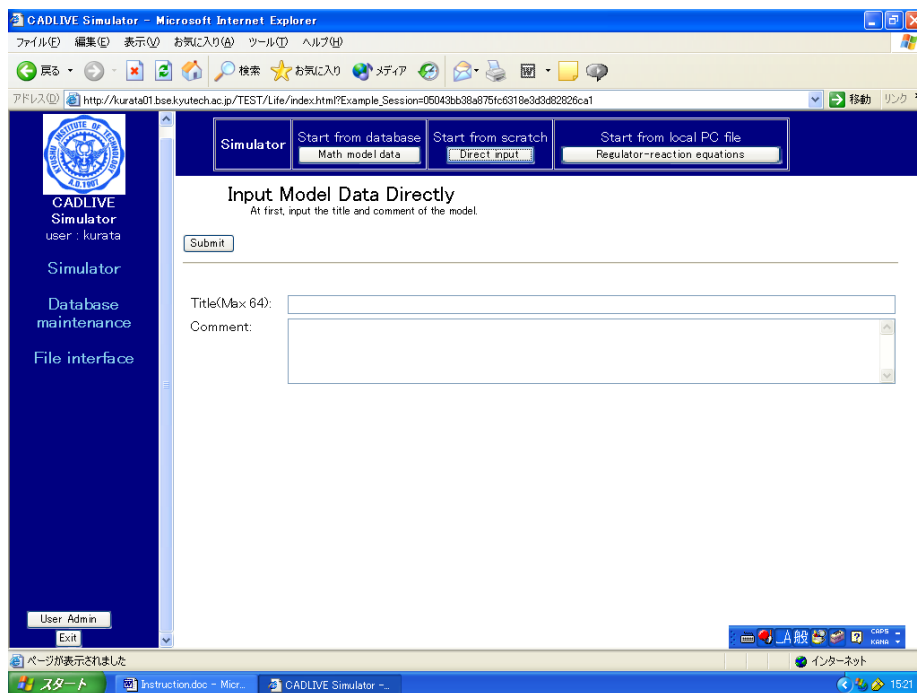 CADLIVE Simulator - Microsoft Internet Explorer
ファイル(F) 編集(E) 表示(V) お気に入り(A) ツール(T) ヘルプ(H)
戻る 検索 お気に入り メディア
アドレス(D) http://kurata01.bse.kyutech.ac.jp/TEST/Life/index.html?Example_Session=05043bb38a875fc6318e3d3d82826ca1 移動 リンク
A.D.1907
CADLIVE
Simulator
user : kurata
Simulator
Database
maintenance
File interface
User Admin
Exit
Simulator
Start from database
Math model data
Start from scratch
Direct input
Start from local PC file
Regulator-reaction equations
Input Model Data Directly
At first, input the title and comment of the model.
Submit
Title(Max 64):
Comment:
_A 般 CAPS KANA
ページが表示されました インターネット
スタート Instruction.doc - Micr... CADLIVE Simulator -... 15:21